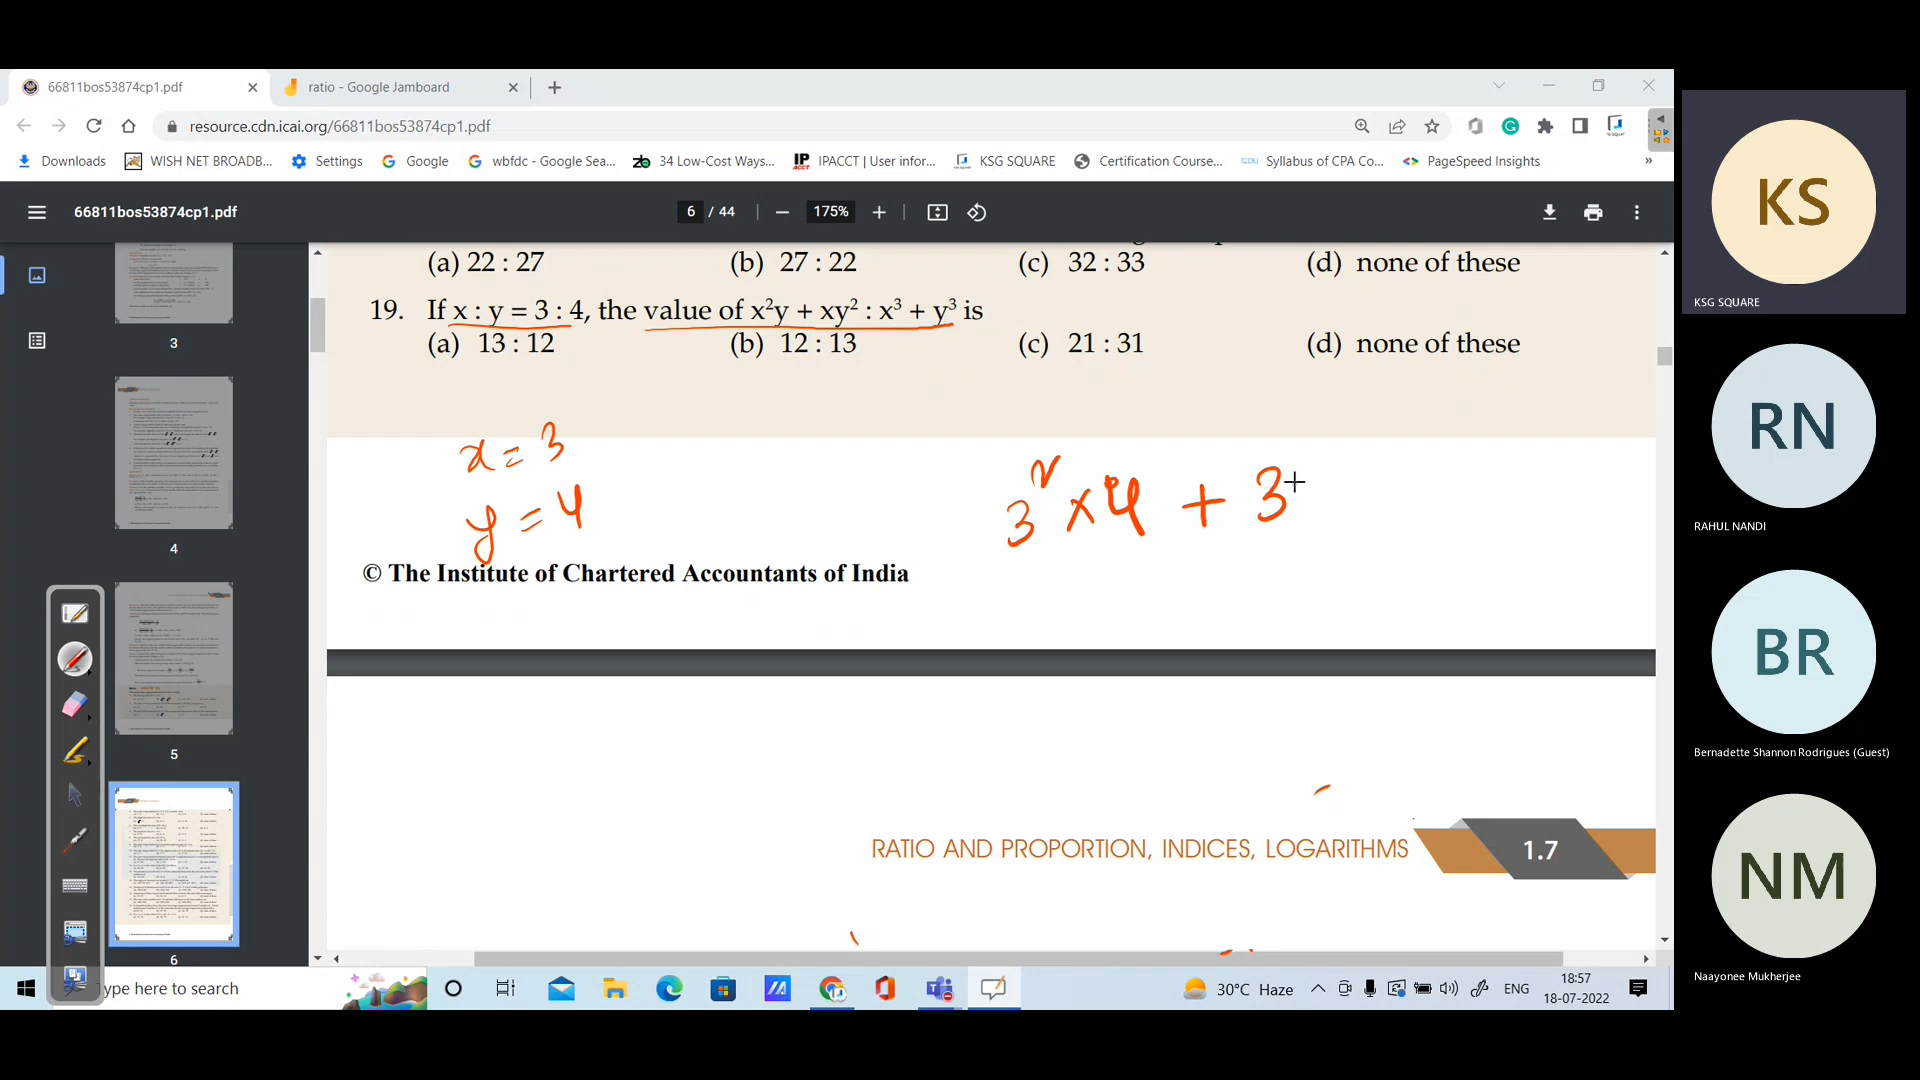 66811bos53874cp1.pdf
ratio - Google Jamboard
resource.cdn.icai.org/66811bos53874cp1.pdf
Downloads
WISH NET BROADB...
Settings
Google
wbfdc - Google Sea...
34 Low-Cost Ways...
IPACCT | User infor...
KSG SQUARE
Certification Course...
Syllabus of CPA Co...
PageSpeed Insights
»
66811bos53874cp1.pdf
6 / 44
175%
3
4
5
6
(a) 22 : 27 (b) 27 : 22 (c) 32 : 33 (d) none of these
19. If x : y = 3 : 4, the value of x²y + xy² : x³ + y³ is
(a) 13 : 12 (b) 12 : 13 (c) 21 : 31 (d) none of these
x = 3
y = 4
3² × 4 + 3
© The Institute of Chartered Accountants of India
RATIO AND PROPORTION, INDICES, LOGARITHMS 1.7
Type here to search
30°C Haze
ENG
18:57
18-07-2022
KS
KSG SQUARE
RN
RAHUL NANDI
BR
Bernadette Shannon Rodrigues (Guest)
NM
Naayonee Mukherjee